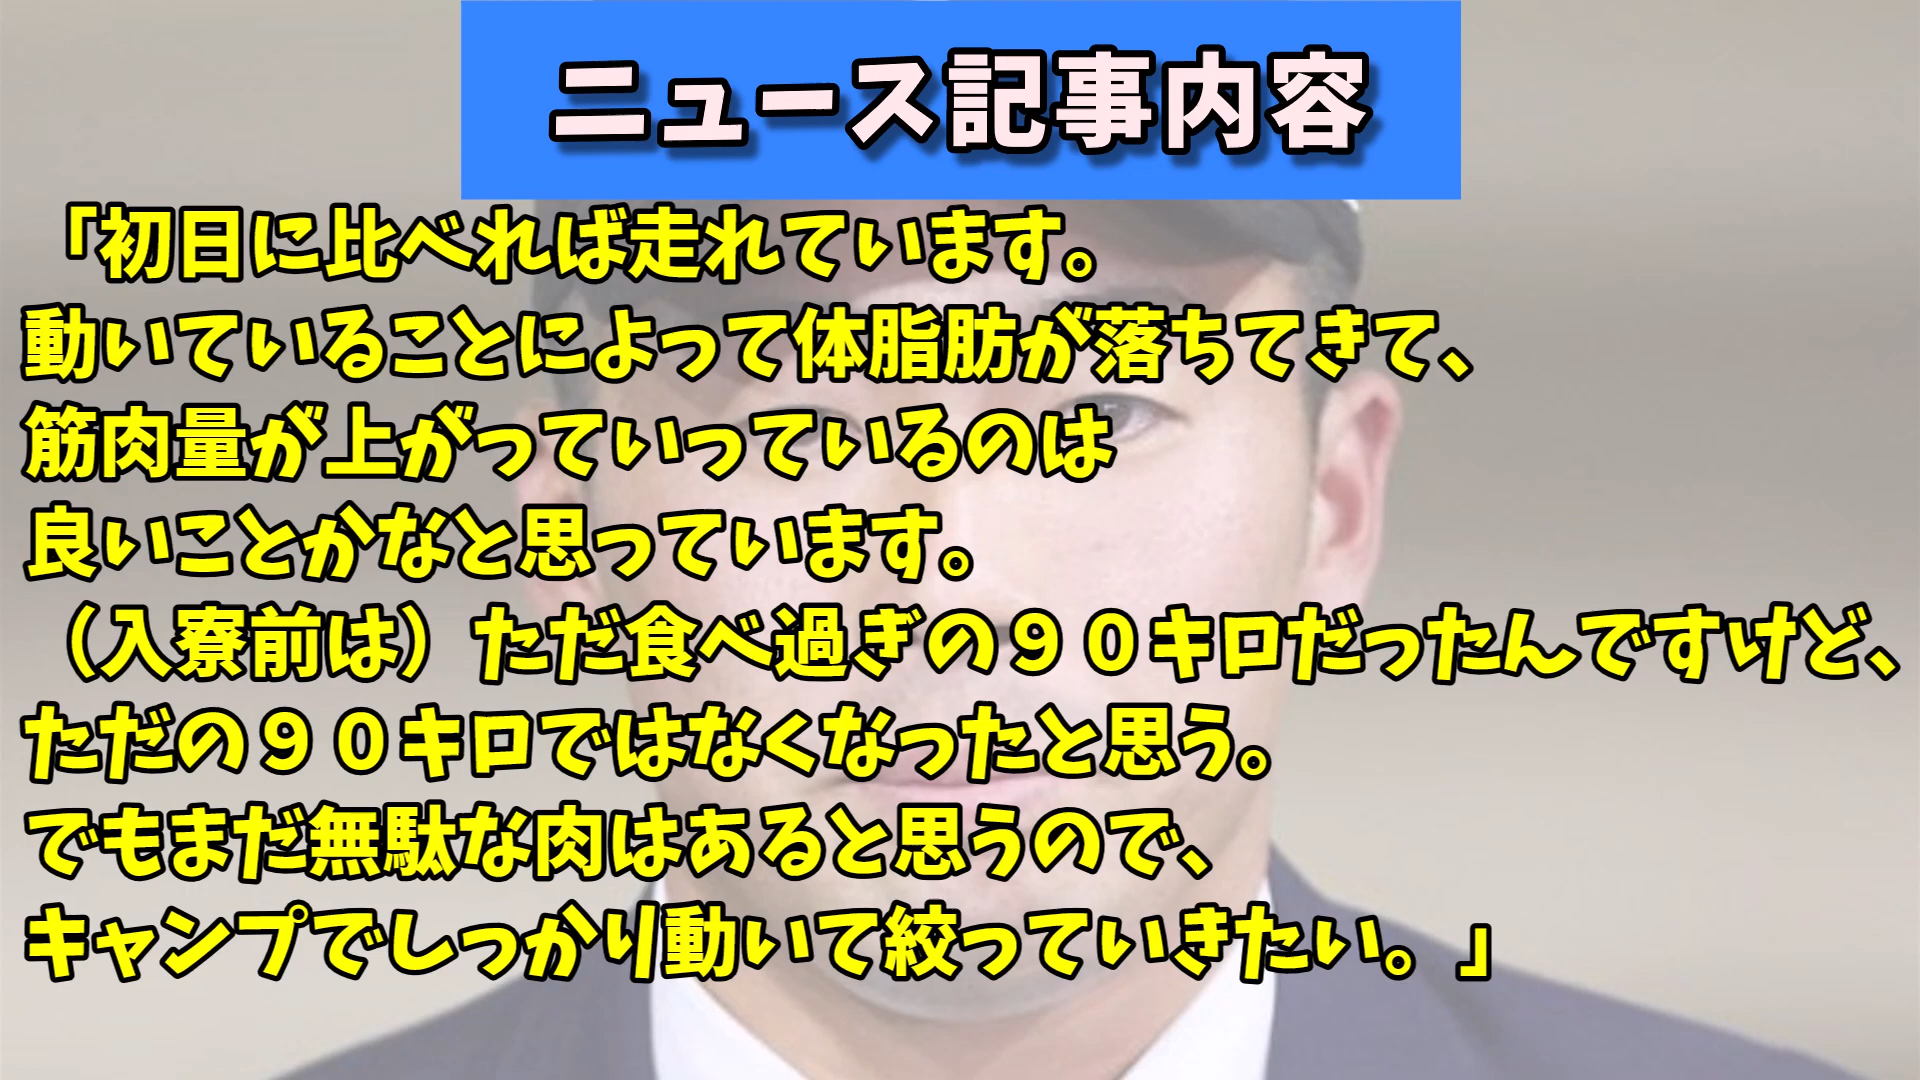 ニュース記事内容
「初日に比べれば走れています。
動いていることによって体脂肪が落ちてきて、
筋肉量が上がっていっているのは
良いことかなと思っています。
（入寮前は）ただ食べ過ぎの９０キロだったんですけど、
ただの９０キロではなくなったと思う。
でもまだ無駄な肉はあると思うので、
キャンプでしっかり動いて絞っていきたい。」